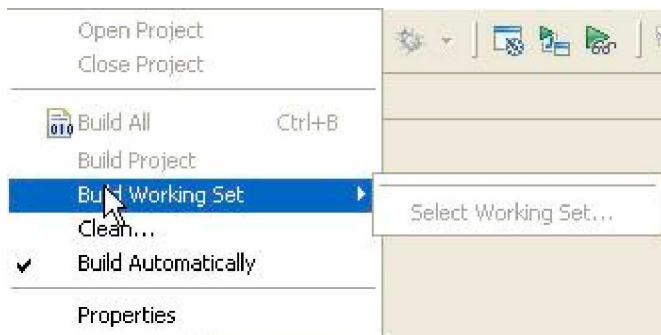 Open Project
Close Project
010 Build All Ctrl+B
Build Project
Build Working Set
Select Working Set...
Clean...
Build Automatically
Properties